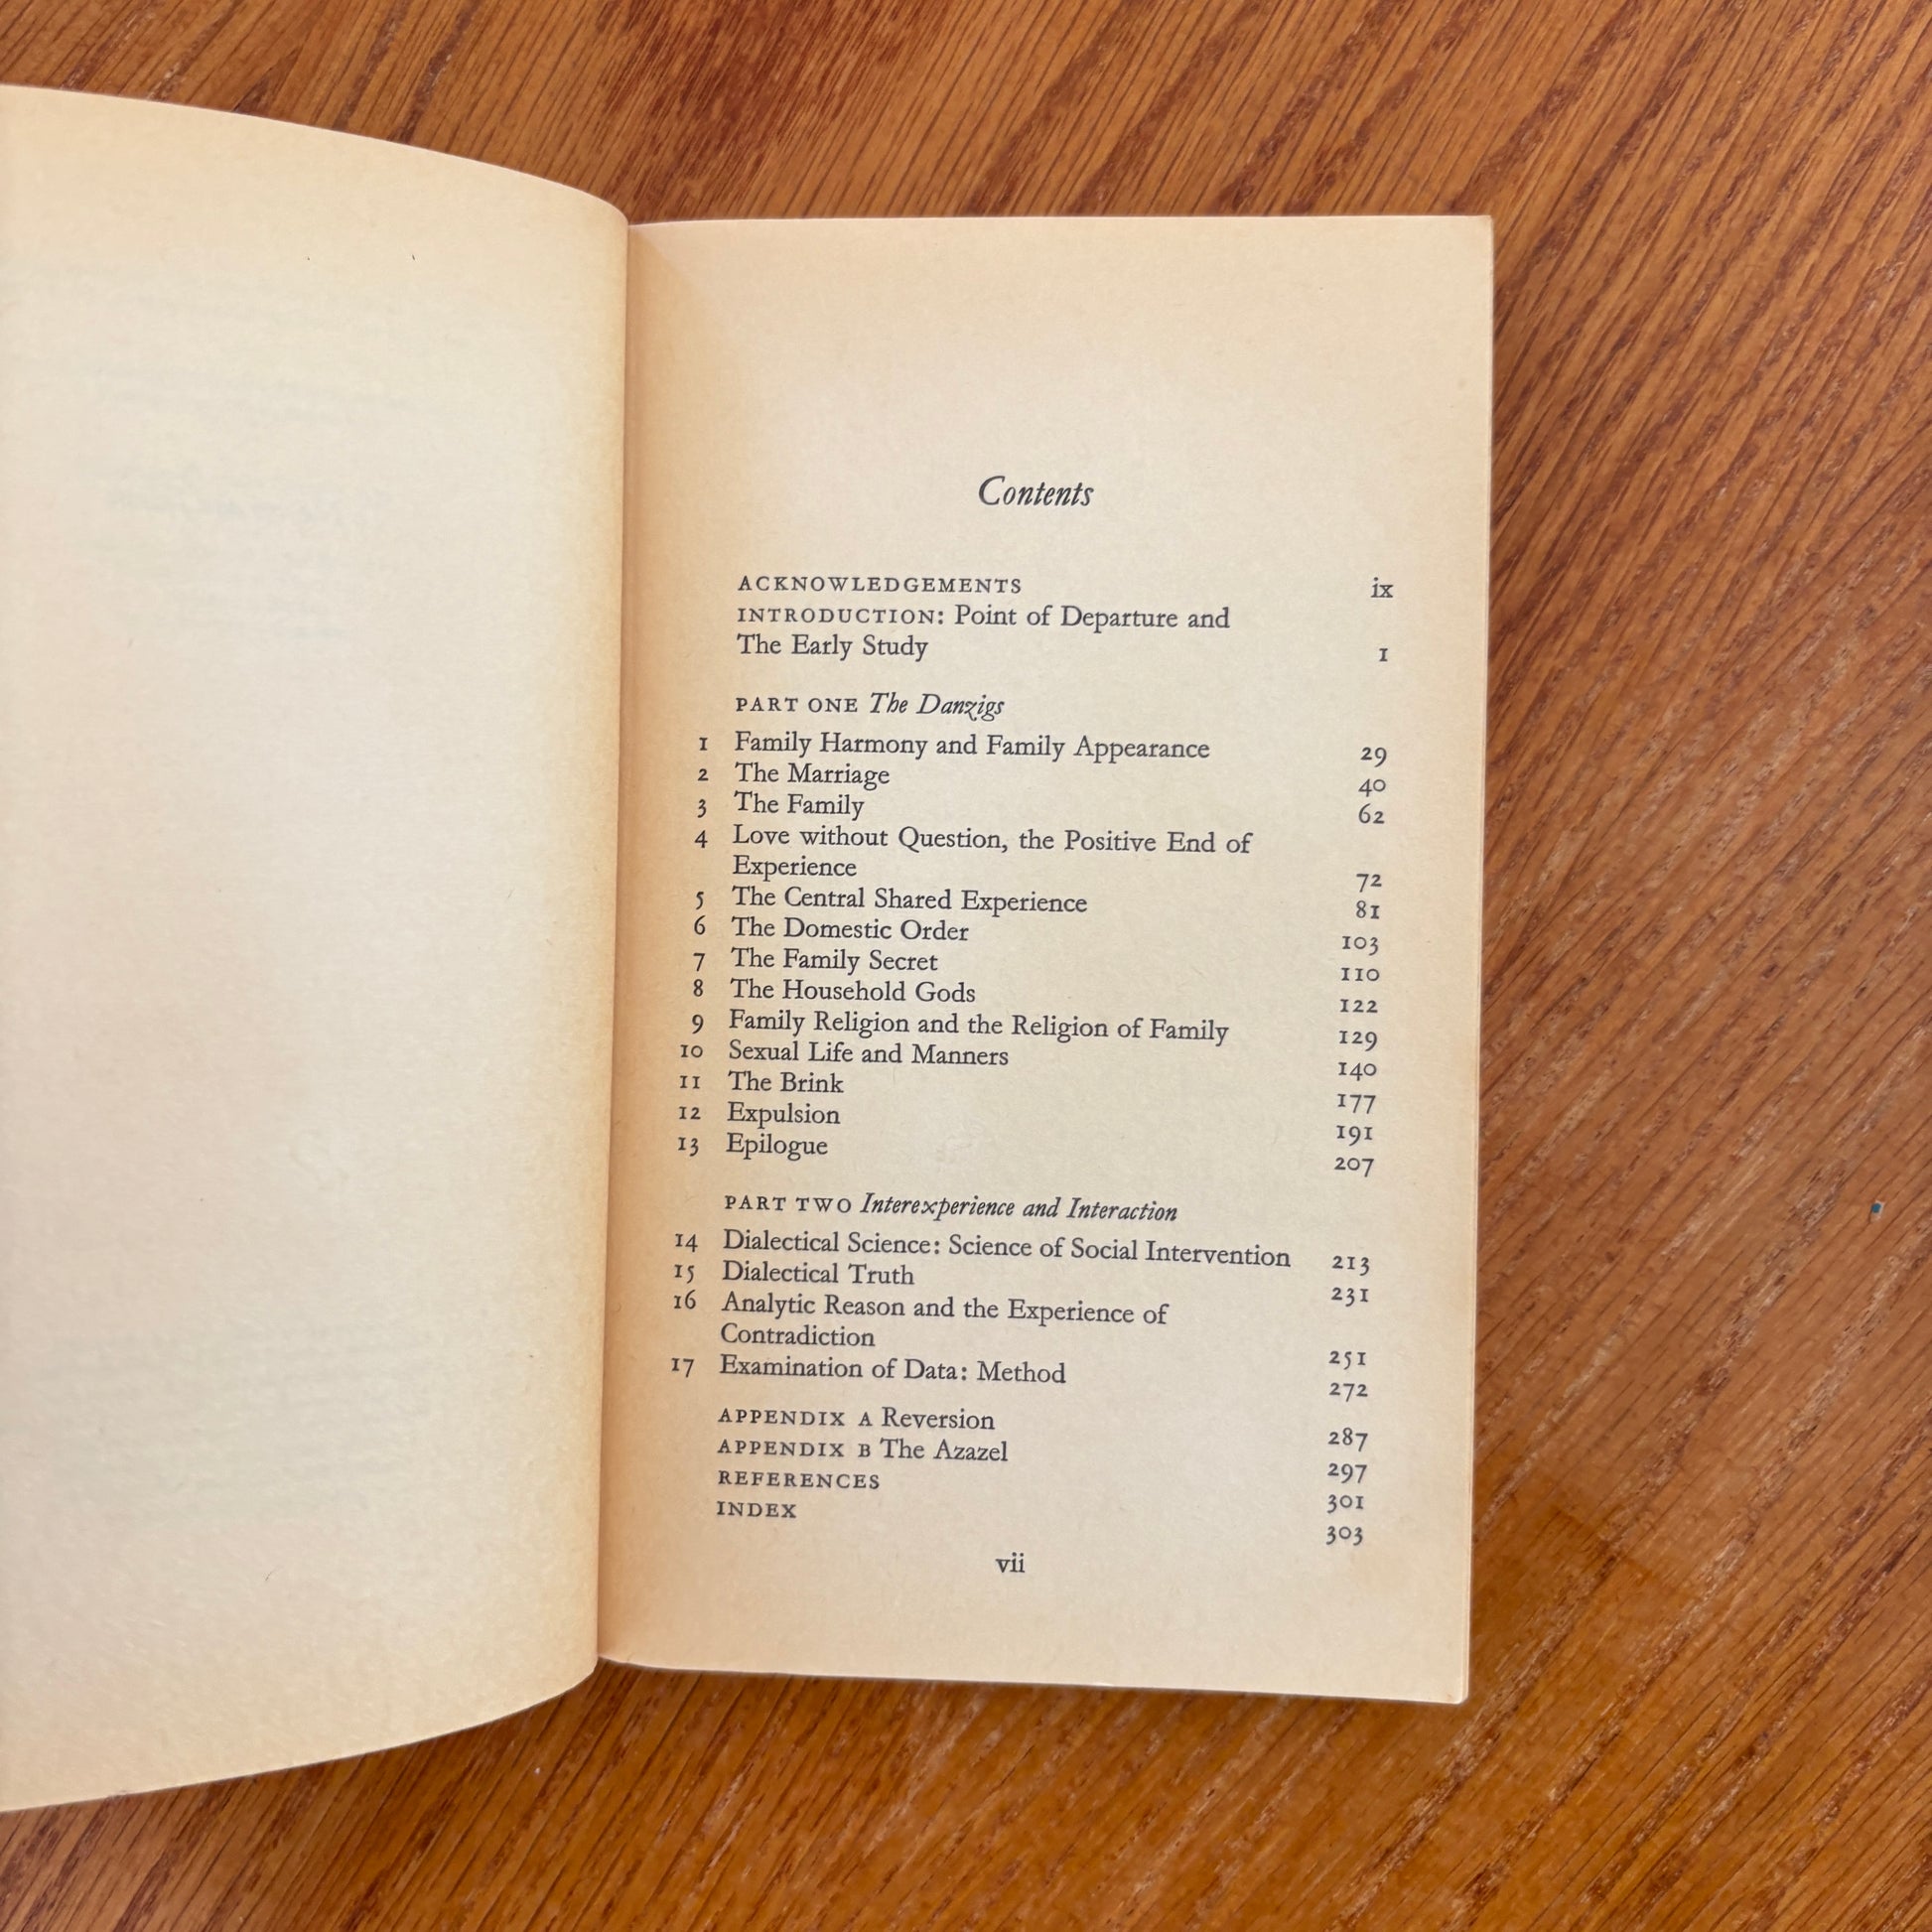 Contents
ACKNOWLEDGEMENTS ix
INTRODUCTION: Point of Departure and
The Early Study 1
PART ONE The Danzigs
1 Family Harmony and Family Appearance 29
2 The Marriage 40
3 The Family 62
4 Love without Question, the Positive End of
Experience 72
5 The Central Shared Experience 81
6 The Domestic Order 103
7 The Family Secret 110
8 The Household Gods 122
9 Family Religion and the Religion of Family 129
10 Sexual Life and Manners 140
11 The Brink 177
12 Expulsion 191
13 Epilogue 207
PART TWO Interexperience and Interaction
14 Dialectical Science: Science of Social Intervention 213
15 Dialectical Truth 231
16 Analytic Reason and the Experience of
Contradiction 251
17 Examination of Data: Method 272
APPENDIX A Reversion 287
APPENDIX B The Azazel 297
REFERENCES 301
INDEX 303
vii